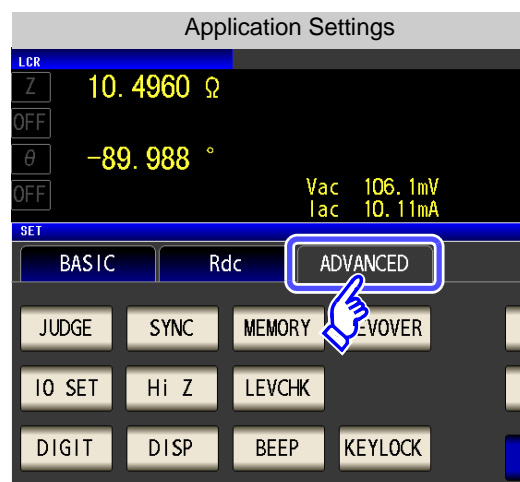 Application Settings
LCR
Z 10.4960 Ω
OFF
θ -89.988 °
OFF
Vac 106.1mV
Iac 10.11mA
SET
BASIC Rdc ADVANCED
JUDGE SYNC MEMORY EVOVER
IO SET Hi Z LEVCHK
DIGIT DISP BEEP KEYLOCK